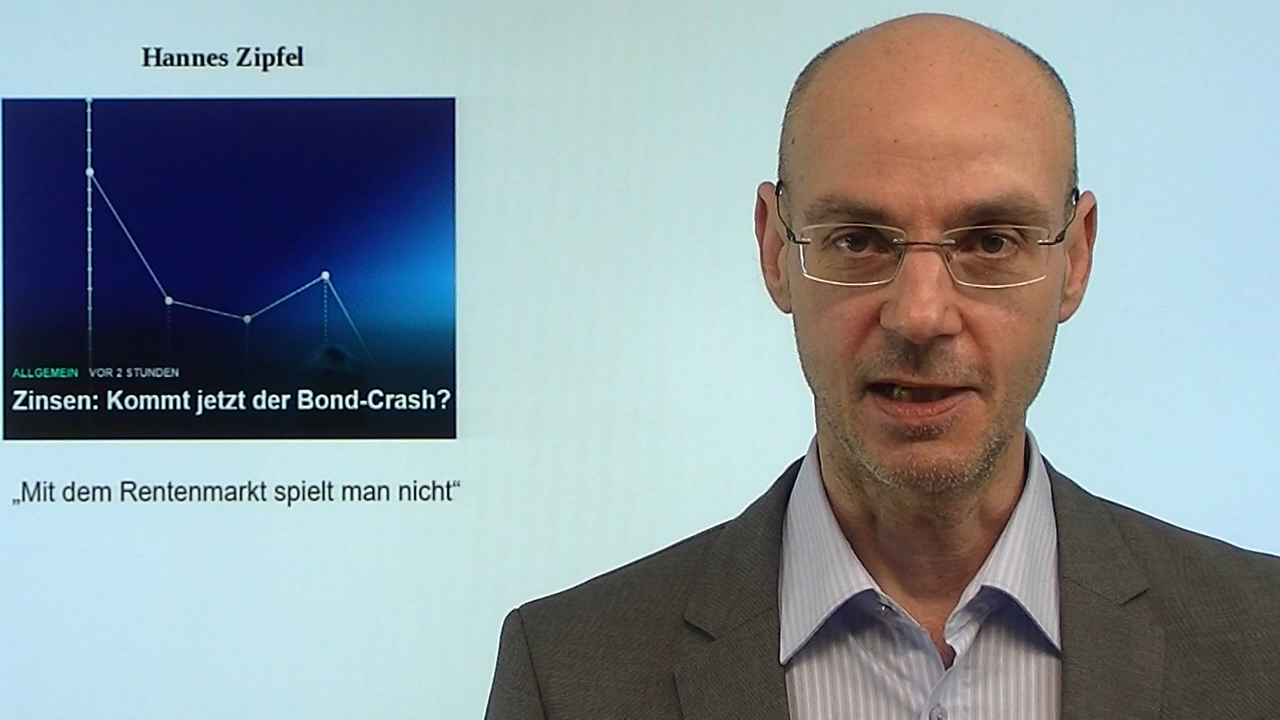 Hannes Zipfel
ALLGEMEIN VOR 2 STUNDEN
Zinsen: Kommt jetzt der Bond-Crash?
„Mit dem Rentenmarkt spielt man nicht“